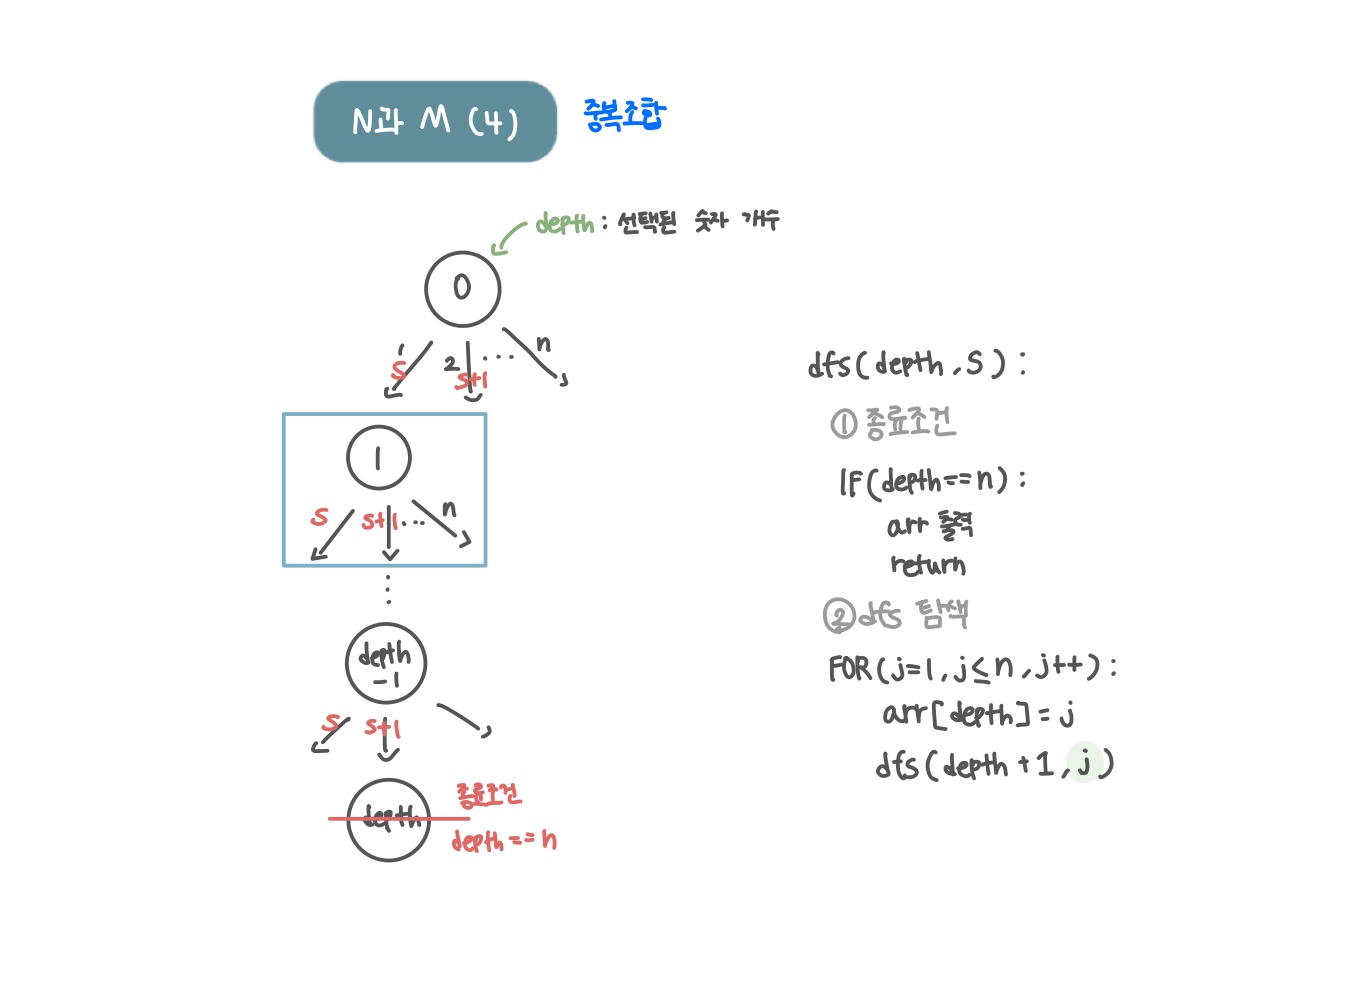 N과 M (4)
중복조합
depth : 선택된 숫자 개수
0
1 2 ... n
s s+1
1
s s+1 ... n
depth
-1
s s+1
depth
종료조건
depth == n
dfs(depth, s) :
① 종료조건
IF(depth==n) :
arr 출력
return
② dfs 탐색
FOR(j=1, j≤n, j++) :
arr[depth] = j
dfs(depth +1, j)